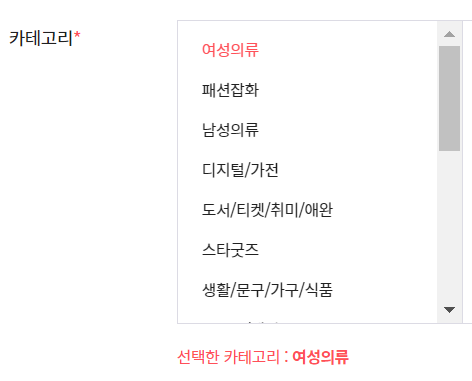 카테고리*
여성의류
패션잡화
남성의류
디지털/가전
도서/티켓/취미/애완
스타굿즈
생활/문구/가구/식품
선택한 카테고리 : 여성의류